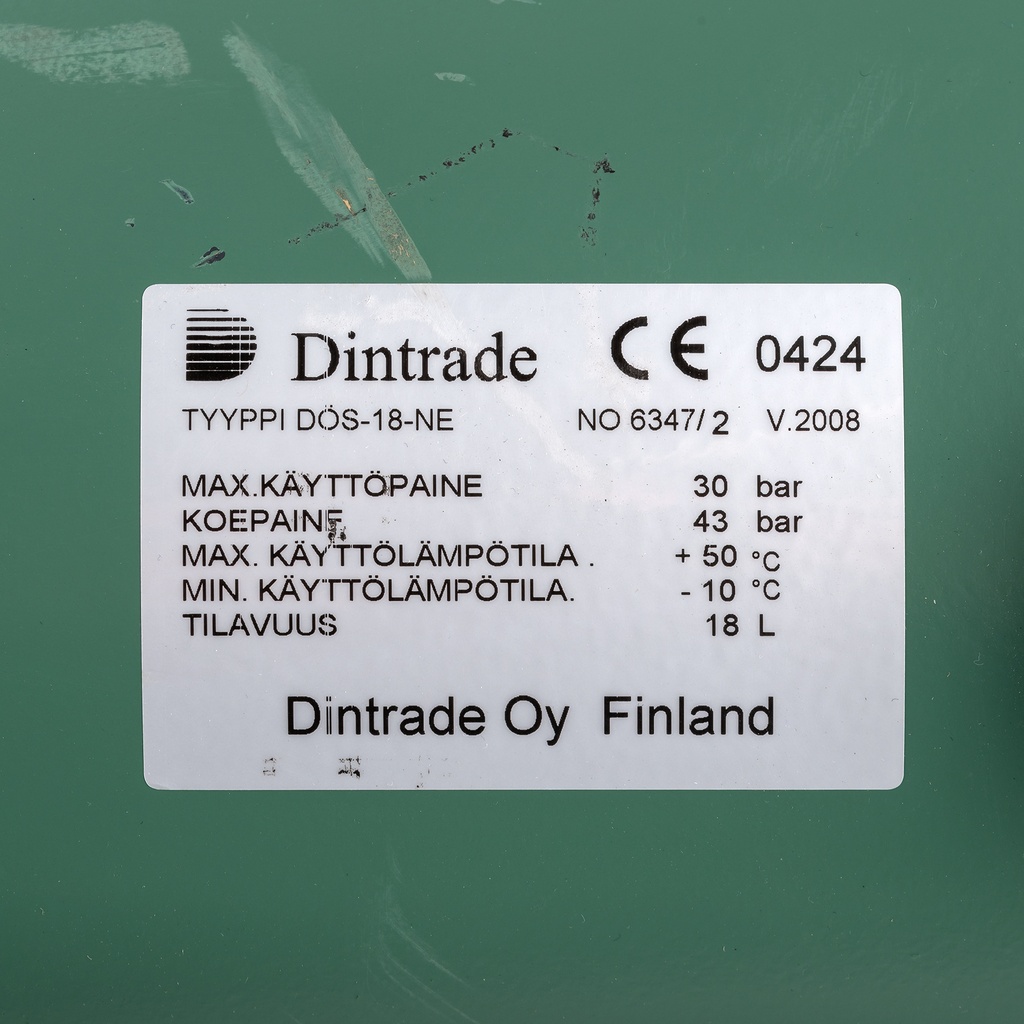 Dintrade CE 0424
TYYPPI DÖS-18-NE NO 6347/2 V.2008
MAX.KÄYTTÖPAINE 30 bar
KOEPAINE 43 bar
MAX. KÄYTTÖLÄMPÖTILA . + 50 °C
MIN. KÄYTTÖLÄMPÖTILA. - 10 °C
TILAVUUS 18 L
Dintrade Oy Finland